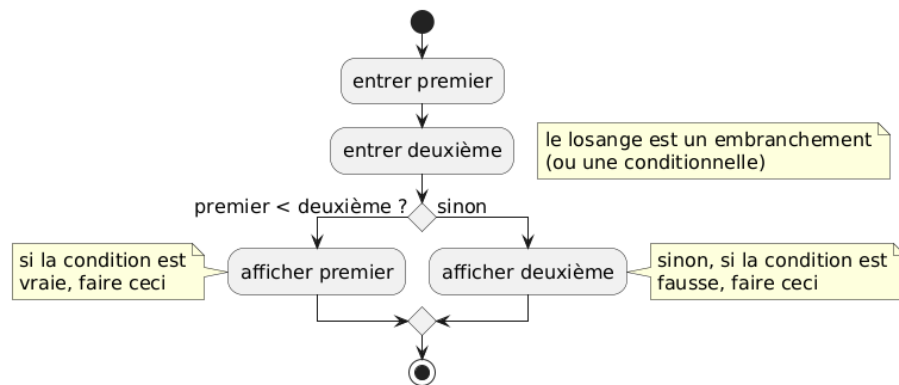 entrer premier
entrer deuxième
le losange est un embranchement
(ou une conditionnelle)
premier < deuxième ?
sinon
si la condition est
vraie, faire ceci
afficher premier
afficher deuxième
sinon, si la condition est
fausse, faire ceci